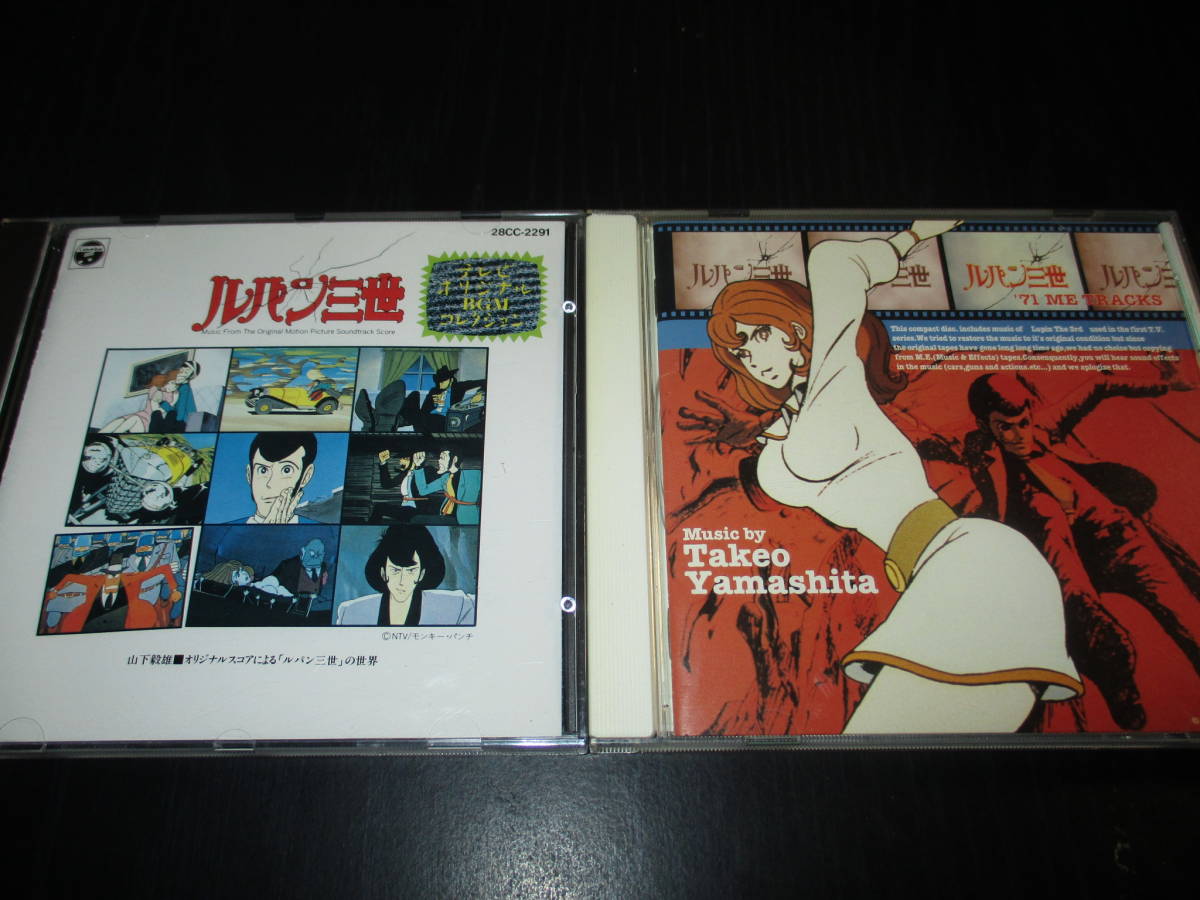 28CC-2291
ルパン三世
Music From The Original Motion Picture Soundtrack Score
テレビ
オリジナル
BGM
コレクション
©NTV/モンキー・パンチ
山下毅雄■オリジナルスコアによる「ルパン三世」の世界
ルパン三世
ルパン三世
ルパン三世
'71 ME TRACKS
This compact disc. includes music of Lupin The 3rd used in the first T.V.
series.We tried to restore the music to it's original condition but since
the original tapes have gone long long time ago,we had no choice but copying
from M.E.(Music & Effects) tapes.Consenquently,you will hear sound effects
in the music (cars,guns and actions,etc...) and we aplogise that.
Music by
Takeo
Yamashita